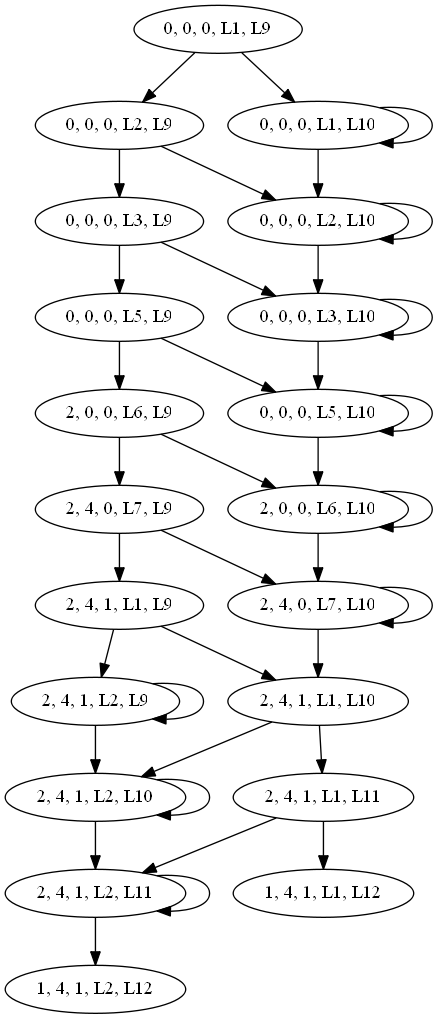 0, 0, 0, L1, L9
0, 0, 0, L2, L9
0, 0, 0, L1, L10
0, 0, 0, L3, L9
0, 0, 0, L2, L10
0, 0, 0, L5, L9
0, 0, 0, L3, L10
2, 0, 0, L6, L9
0, 0, 0, L5, L10
2, 4, 0, L7, L9
2, 0, 0, L6, L10
2, 4, 1, L1, L9
2, 4, 0, L7, L10
2, 4, 1, L2, L9
2, 4, 1, L1, L10
2, 4, 1, L2, L10
2, 4, 1, L1, L11
2, 4, 1, L2, L11
1, 4, 1, L1, L12
1, 4, 1, L2, L12